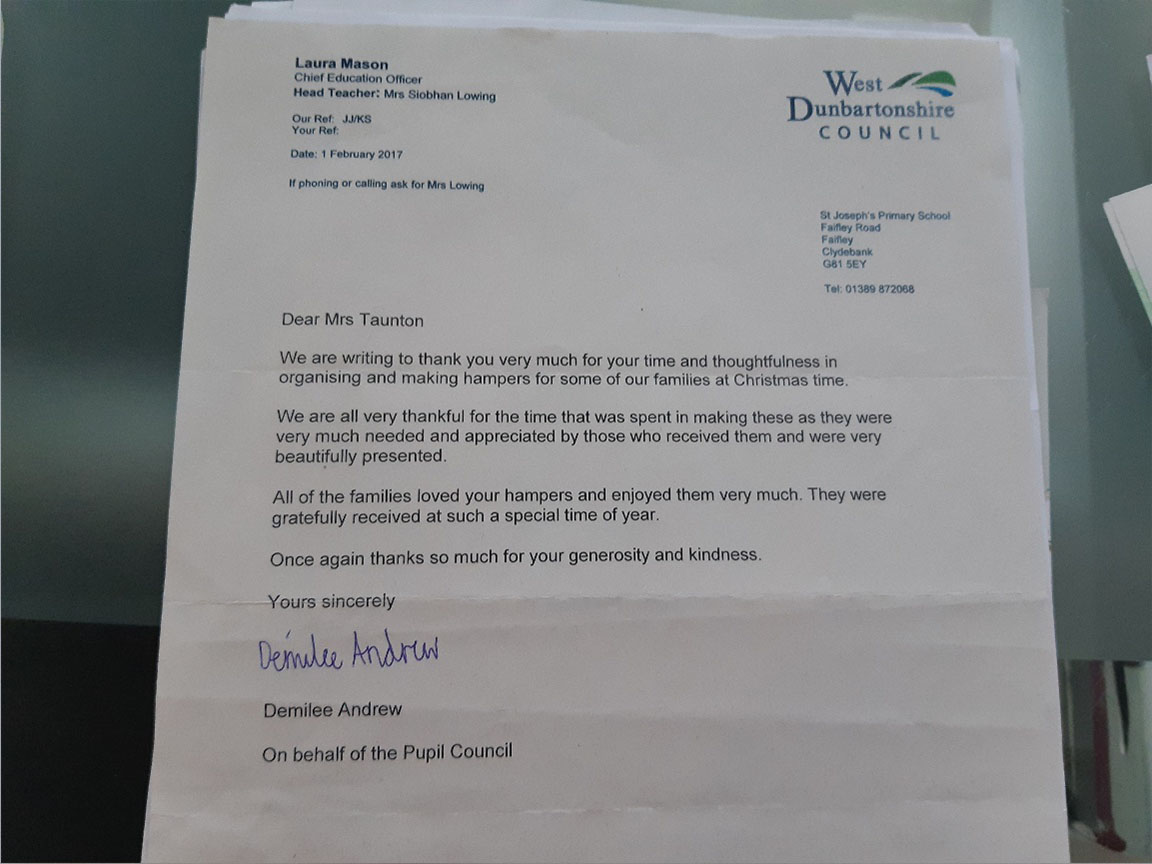 Laura Mason
Chief Education Officer
Head Teacher: Mrs Siobhan Lowing
Our Ref: JJ/KS
Your Ref:
Date: 1 February 2017
If phoning or calling ask for Mrs Lowing
West
Dunbartonshire
COUNCIL
St Joseph's Primary School
Faifley Road
Faifley
Clydebank
G81 5EY
Tel: 01389 872068
Dear Mrs Taunton
We are writing to thank you very much for your time and thoughtfulness in
organising and making hampers for some of our families at Christmas time.
We are all very thankful for the time that was spent in making these as they were
very much needed and appreciated by those who received them and were very
beautifully presented.
All of the families loved your hampers and enjoyed them very much. They were
gratefully received at such a special time of year.
Once again thanks so much for your generosity and kindness.
Yours sincerely
Demilee Andrew
Demilee Andrew
On behalf of the Pupil Council